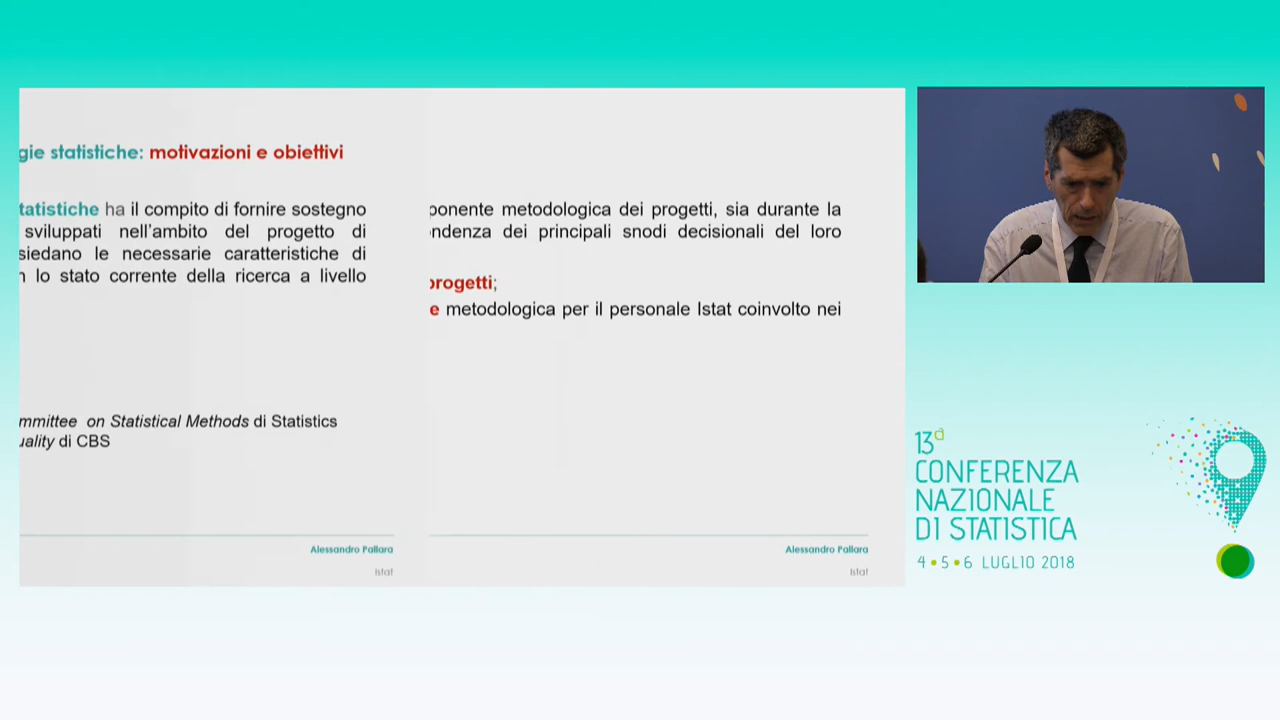 gie statistiche: motivazioni e obiettivi
tatistiche ha il compito di fornire sostegno
sviluppati nell'ambito del progetto di
siedano le necessarie caratteristiche di
lo stato corrente della ricerca a livello
mmittee on Statistical Methods di Statistics
uality di CBS
Alessandro Pallara
Istat
ponente metodologica dei progetti, sia durante la
ndenza dei principali snodi decisionali del loro
progetti;
e metodologica per il personale Istat coinvolto nei
Alessandro Pallara
Istat
13ª
CONFERENZA
NAZIONALE
DI STATISTICA
4 • 5 • 6 LUGLIO 2018